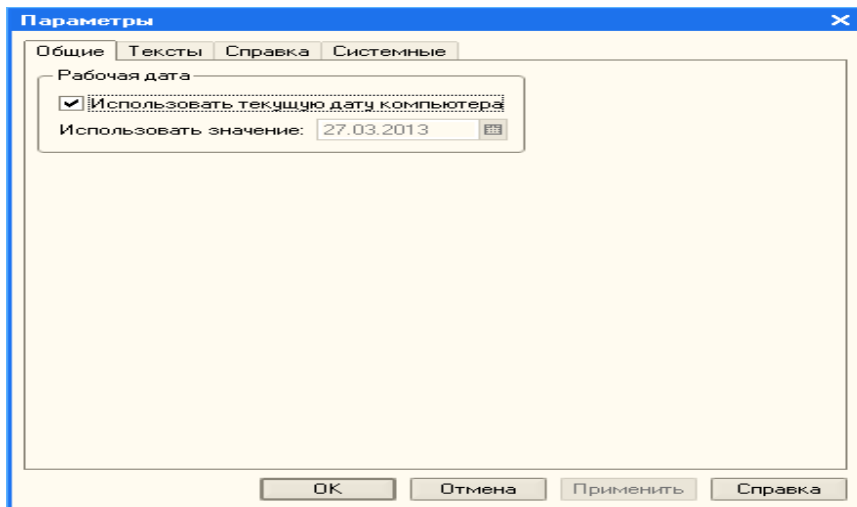 Параметры
Общие Тексты Справка Системные
Рабочая дата
Использовать текущую дату компьютера
Использовать значение: 27.03.2013
OK Отмена Применить Справка